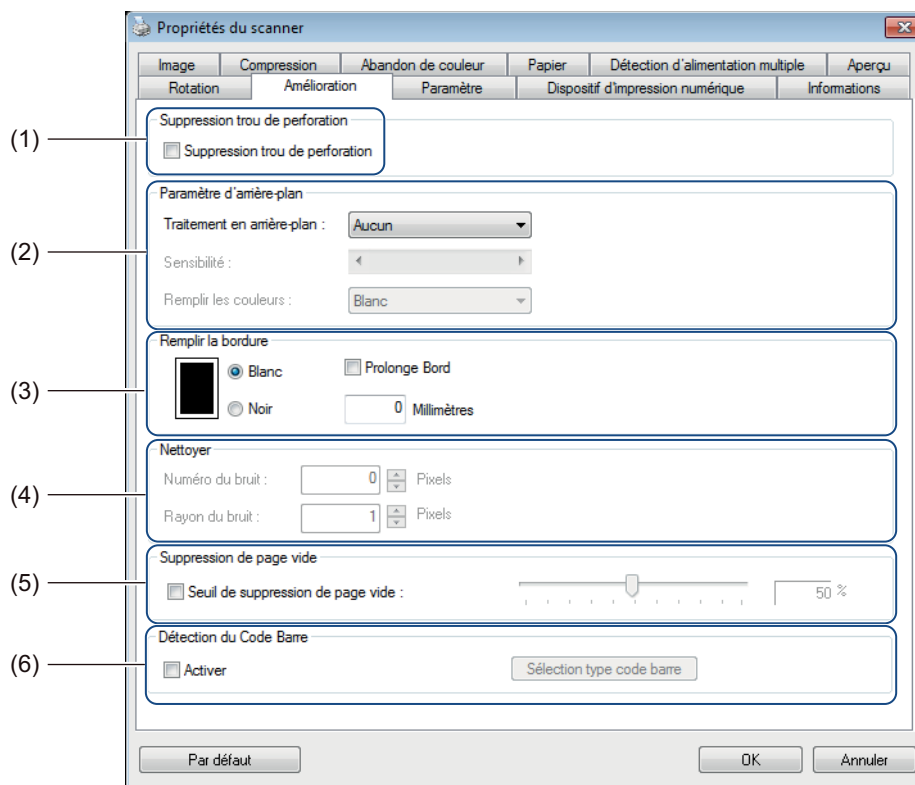 Propriétés du scanner
Image Compression Abandon de couleur Papier Détection d'alimentation multiple Aperçu
Rotation Amélioration Paramètre Dispositif d'impression numérique Informations
(1)
Suppression trou de perforation
Suppression trou de perforation
(2)
Paramètre d'arrière-plan
Traitement en arrière-plan : Aucun
Sensibilité :
Remplir les couleurs : Blanc
(3)
Remplir la bordure
Blanc Prolonge Bord
Noir 0 Millimètres
(4)
Nettoyer
Numéro du bruit : 0 Pixels
Rayon du bruit : 1 Pixels
(5)
Suppression de page vide
Seuil de suppression de page vide : 50 %
(6)
Détection du Code Barre
Activer Sélection type code barre
Par défaut OK Annuler